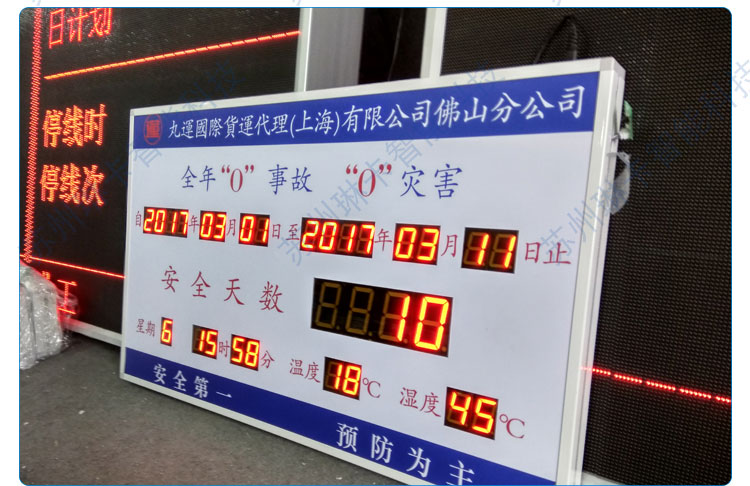 日计划
停线时
停线次
九運國際貨運代理(上海)有限公司佛山分公司
全年“0”事故 “0”灾害
自2017年03月01日至2017年03月11日止
安全天数 10
星期6 15时58分 温度18℃ 湿度45℃
安全第一 预防为主